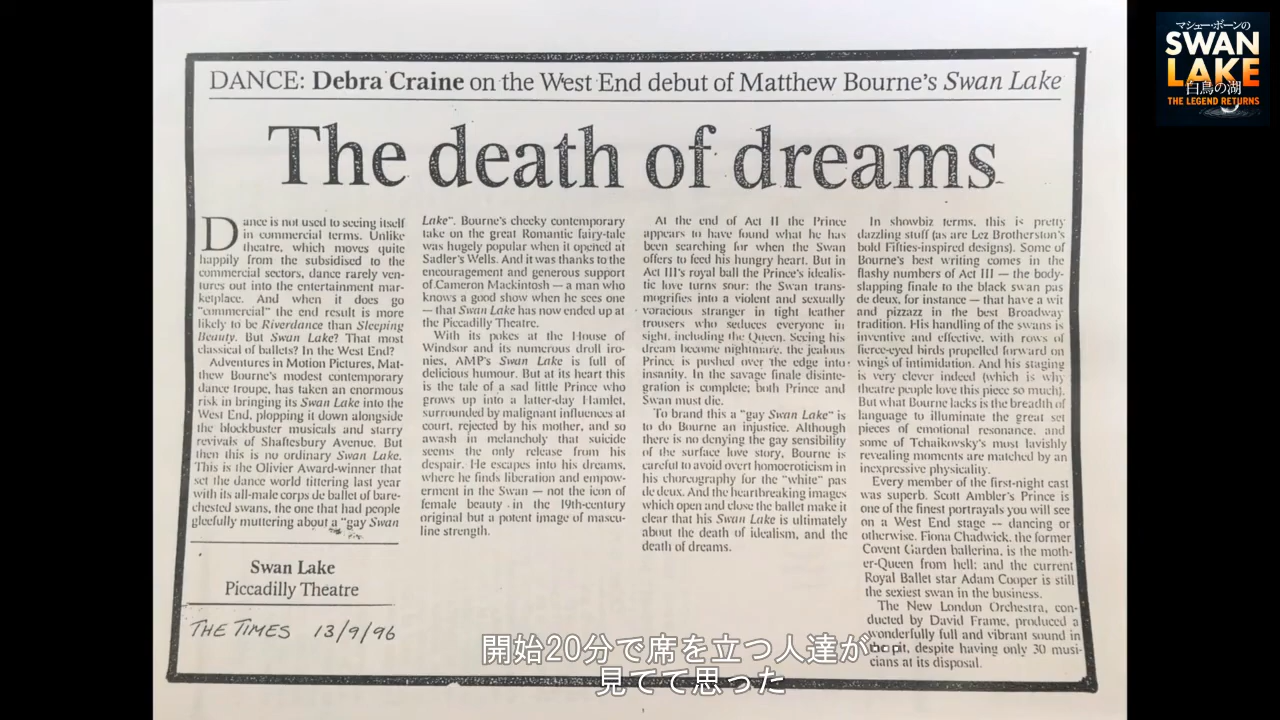 DANCE: Debra Craine on the West End debut of Matthew Bourne's Swan Lake
The death of dreams
Dance is not used to seeing itself
in commercial terms. Unlike
theatre, which moves quite
happily from the subsidised to the
commercial sectors, dance rarely ven-
tures out into the entertainment mar-
ketplace. And when it does go
"commercial" the end result is more
likely to be Riverdance than Sleeping
Beauty. But Swan Lake? That most
classical of ballets? In the West End?
Adventures in Motion Pictures, Mat-
thew Bourne's modest contemporary
dance troupe, has taken an enormous
risk in bringing its Swan Lake into the
West End, plopping it down alongside
the blockbuster musicals and starry
revivals of Shaftesbury Avenue. But
then this is no ordinary Swan Lake.
This is the Olivier Award-winner that
set the dance world tittering last year
with its all-male corps de ballet of bare-
chested swans, the one that had people
gleefully muttering about a "gay Swan
Swan Lake
Piccadilly Theatre
THE TIMES 13/9/96
Lake". Bourne's cheeky contemporary
take on the great Romantic fairy-tale
was hugely popular when it opened at
Sadler's Wells. And it was thanks to the
encouragement and generous support
of Cameron Mackintosh — a man who
knows a good show when he sees one
— that Swan Lake has now ended up at
the Piccadilly Theatre.
With its pokes at the House of
Windsor and its numerous droll iro-
nies, AMP's Swan Lake is full of
delicious humour. But at its heart this
is the tale of a sad little Prince who
grows up into a latter-day Hamlet,
surrounded by malignant influences at
court, rejected by his mother, and so
awash in melancholy that suicide
seems the only release from his
despair. He escapes into his dreams,
where he finds liberation and empow-
erment in the Swan — not the icon of
female beauty in the 19th-century
original but a potent image of mascu-
line strength.
At the end of Act II the Prince
appears to have found what he has
been searching for when the Swan
offers to feed his hungry heart. But in
Act III's royal ball the Prince's idealis-
tic love turns sour: the Swan trans-
mogrifies into a violent and sexually
voracious stranger in tight leather
trousers who seduces everyone in
sight, including the Queen. Seeing his
dream become nightmare, the jealous
Prince is pushed over the edge into
insanity. In the savage finale disinte-
gration is complete; both Prince and
Swan must die.
To brand this a "gay Swan Lake" is
to do Bourne an injustice. Although
there is no denying the gay sensibility
of the surface love story, Bourne is
careful to avoid overt homoeroticism in
his choreography for the "white" pas
de deux. And the heartbreaking images
which open and close the ballet make it
clear that his Swan Lake is ultimately
about the death of idealism, and the
death of dreams.
In showbiz terms, this is pretty
dazzling stuff (as are Lez Brotherston's
bold Fifties-inspired designs). Some of
Bourne's best writing comes in the
flashy numbers of Act III — the body-
slapping finale to the black swan pas
de deux, for instance — that have a wit
and pizzazz in the best Broadway
tradition. His handling of the swans is
inventive and effective, with rows of
fierce-eyed birds propelled forward on
wings of intimidation. And his staging
is very clever indeed (which is why
theatre people love this piece so much).
But what Bourne lacks is the breadth of
language to illuminate the great set
pieces of emotional resonance, and
some of Tchaikovsky's most lavishly
revealing moments are matched by an
inexpressive physicality.
Every member of the first-night cast
was superb. Scott Ambler's Prince is
one of the finest portrayals you will see
on a West End stage — dancing or
otherwise. Fiona Chadwick, the former
Covent Garden ballerina, is the moth-
er-Queen from hell; and the current
Royal Ballet star Adam Cooper is still
the sexiest swan in the business.
The New London Orchestra, con-
ducted by David Frame, produced a
wonderfully full and vibrant sound in
pit, despite having only 30 musi-
cians at its disposal.
マシュー・ボーンの
SWAN
LAKE
白鳥の湖
THE LEGEND RETURNS
開始20分で席を立つ人達が
見てて思った